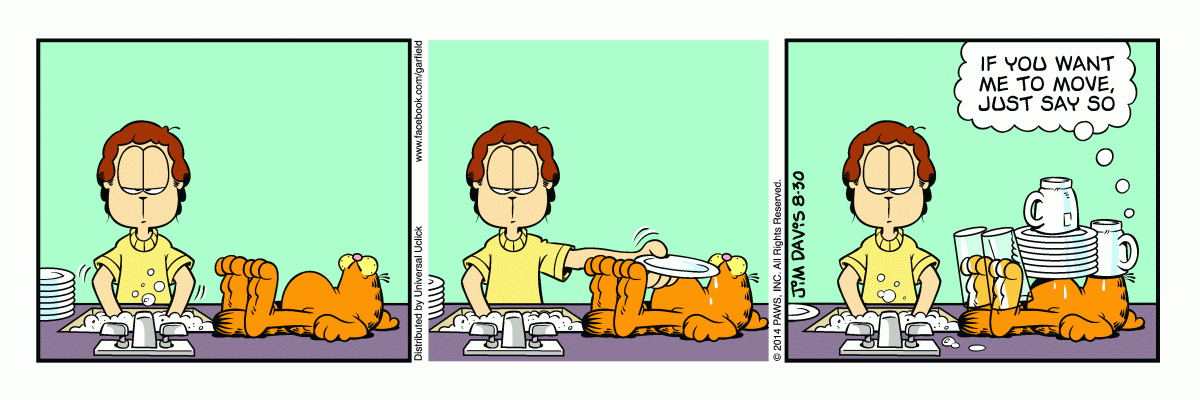 Distributed by Universal Uclick
www.facebook.com/garfield
© 2014 PAWS, INC. All Rights Reserved.
JIM DAVIS 8-30
IF YOU WANT
ME TO MOVE,
JUST SAY SO